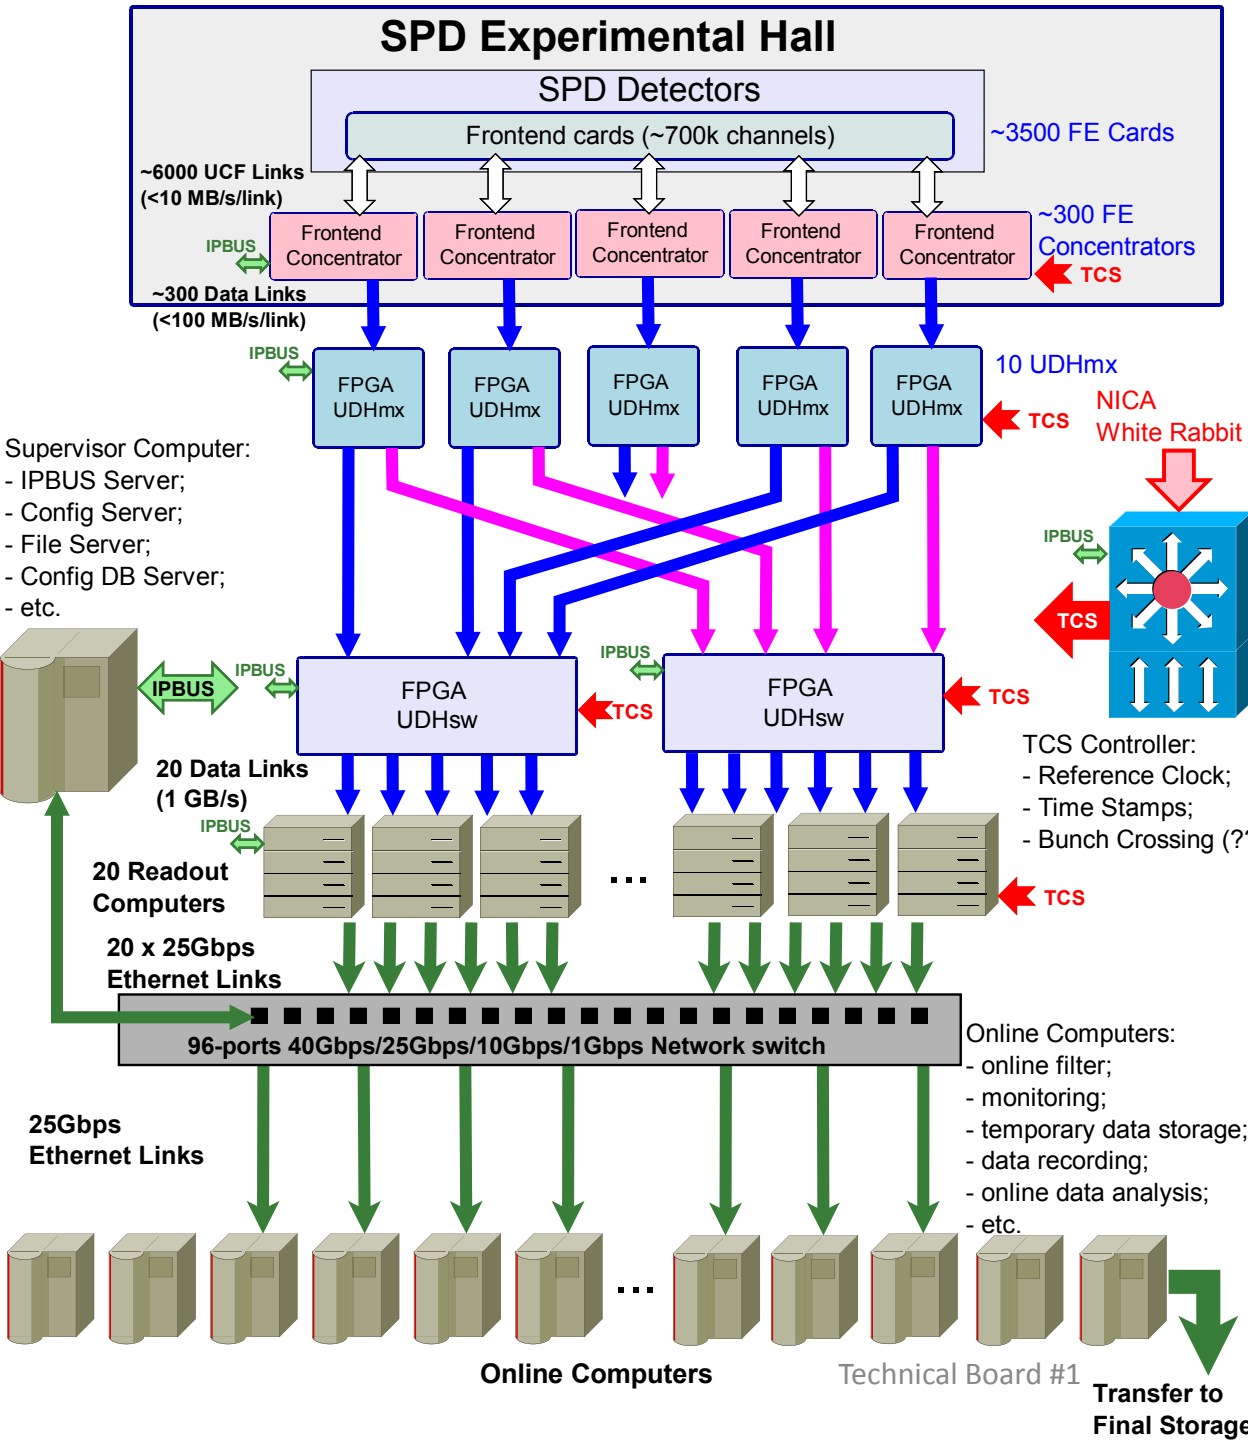 SPD Experimental Hall
SPD Detectors
Frontend cards (~700k channels)
~3500 FE Cards
~6000 UCF Links
(<10 MB/s/link)
Frontend
Concentrator
Frontend
Concentrator
Frontend
Concentrator
Frontend
Concentrator
Frontend
Concentrator
~300 FE
Concentrators
IPBUS
TCS
~300 Data Links
(<100 MB/s/link)
IPBUS
FPGA
UDHmx
FPGA
UDHmx
FPGA
UDHmx
FPGA
UDHmx
FPGA
UDHmx
10 UDHmx
TCS
NICA
White Rabbit
Supervisor Computer:
- IPBUS Server;
- Config Server;
- File Server;
- Config DB Server;
- etc.
IPBUS
TCS
IPBUS
IPBUS
FPGA
UDHsw
TCS
IPBUS
FPGA
UDHsw
TCS
TCS Controller:
- Reference Clock;
- Time Stamps;
- Bunch Crossing (??
20 Data Links
(1 GB/s)
IPBUS
20 Readout
Computers
...
TCS
20 x 25Gbps
Ethernet Links
96-ports 40Gbps/25Gbps/10Gbps/1Gbps Network switch
Online Computers:
- online filter;
- monitoring;
- temporary data storage;
- data recording;
- online data analysis;
- etc.
25Gbps
Ethernet Links
...
Online Computers
Technical Board #1
Transfer to
Final Storage